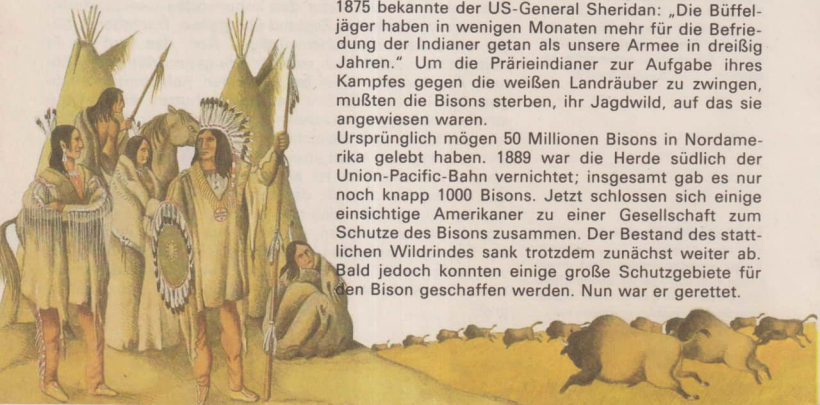 1875 bekannte der US-General Sheridan: „Die Büffel-
jäger haben in wenigen Monaten mehr für die Befrie-
dung der Indianer getan als unsere Armee in dreißig
Jahren.“ Um die Prärieindianer zur Aufgabe ihres
Kampfes gegen die weißen Landräuber zu zwingen,
mußten die Bisons sterben, ihr Jagdwild, auf das sie
angewiesen waren.
Ursprünglich mögen 50 Millionen Bisons in Nordame-
rika gelebt haben. 1889 war die Herde südlich der
Union-Pacific-Bahn vernichtet; insgesamt gab es nur
noch knapp 1000 Bisons. Jetzt schlossen sich einige
einsichtige Amerikaner zu einer Gesellschaft zum
Schutze des Bisons zusammen. Der Bestand des statt-
lichen Wildrindes sank trotzdem zunächst weiter ab.
Bald jedoch konnten einige große Schutzgebiete für
den Bison geschaffen werden. Nun war er gerettet.